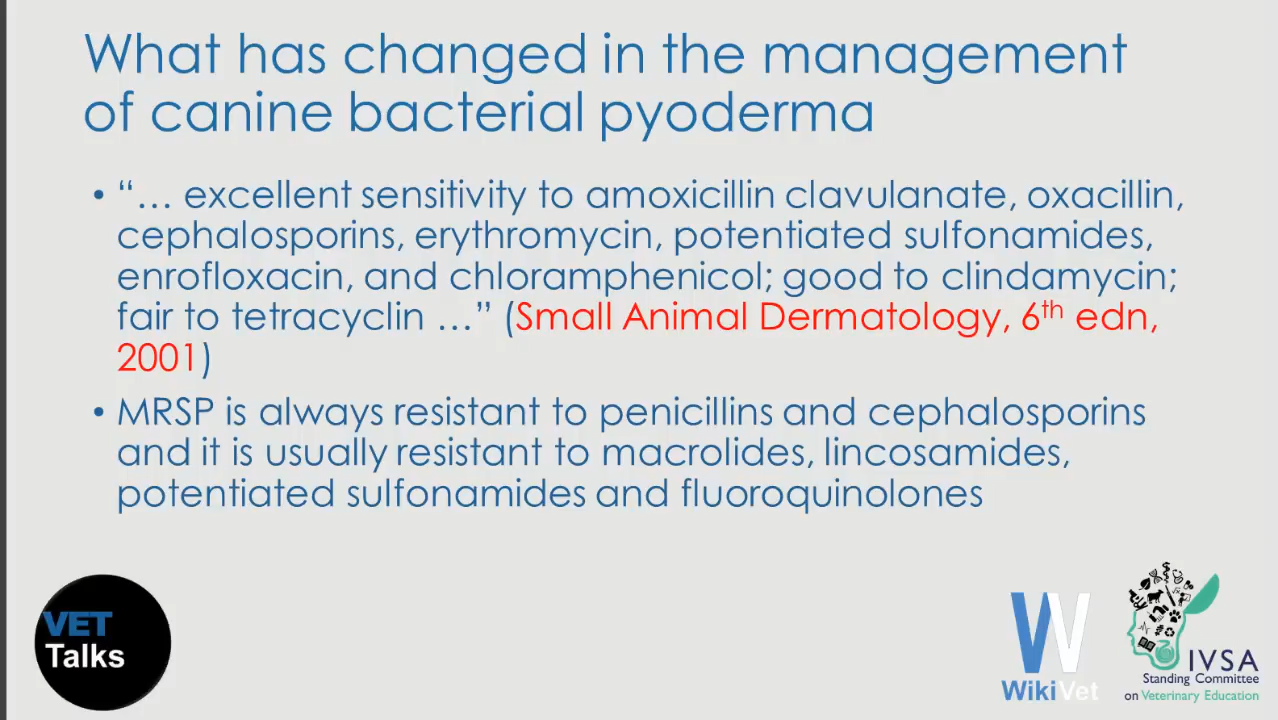 What has changed in the management
of canine bacterial pyoderma
• “… excellent sensitivity to amoxicillin clavulanate, oxacillin,
cephalosporins, erythromycin, potentiated sulfonamides,
enrofloxacin, and chloramphenicol; good to clindamycin;
fair to tetracyclin …” (Small Animal Dermatology, 6th edn,
2001)
• MRSP is always resistant to penicillins and cephalosporins
and it is usually resistant to macrolides, lincosamides,
potentiated sulfonamides and fluoroquinolones
VET
Talks
W
WikiVet
IVSA
Standing Committee
on Veterinary Education